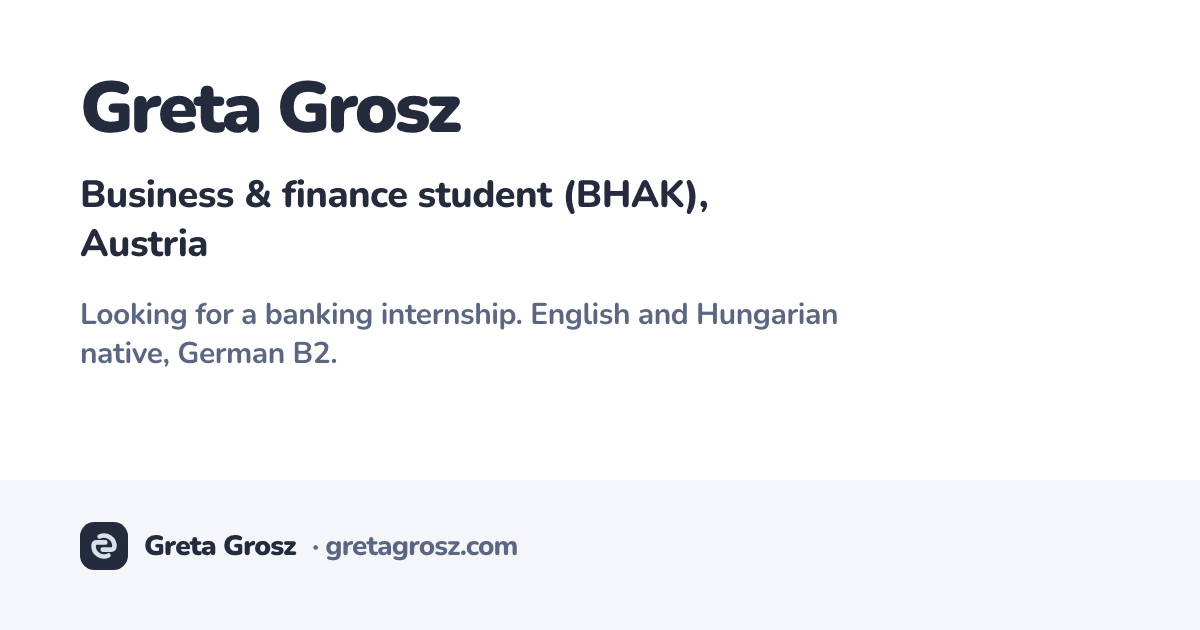 Greta Grosz
Business & finance student (BHAK),
Austria
Looking for a banking internship. English and Hungarian
native, German B2.
Greta Grosz · gretagrosz.com